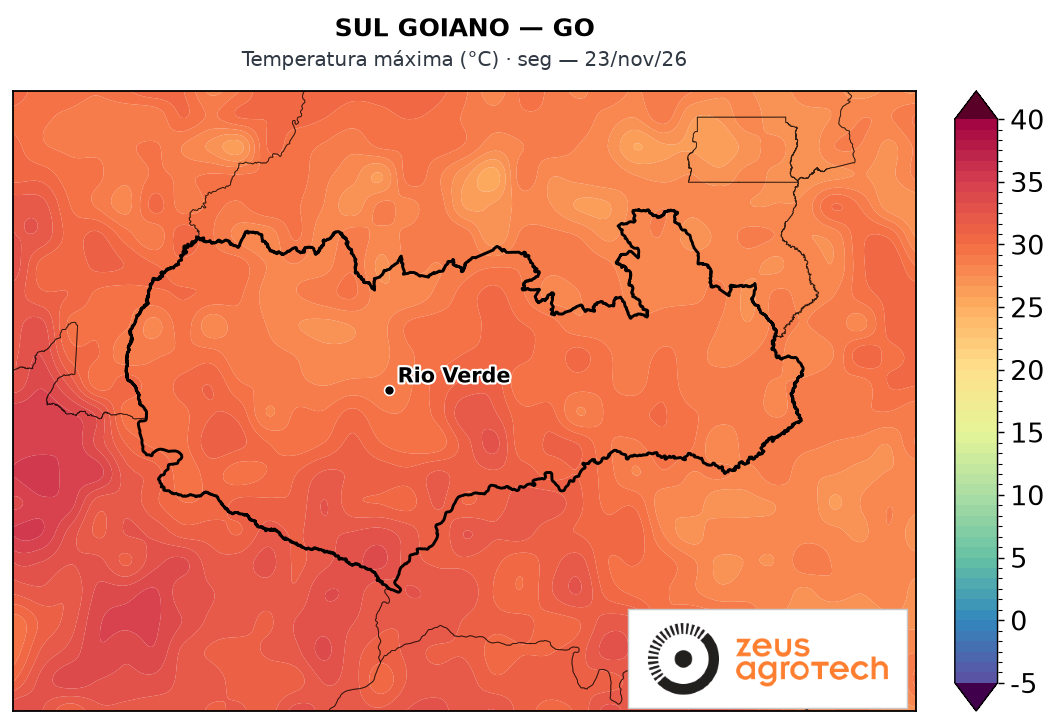 SUL GOIANO — GO
Temperatura máxima (°C) · seg — 23/nov/26
40
35
30
25
20
15
10
5
0
-5
Rio Verde
zeus
agroTech